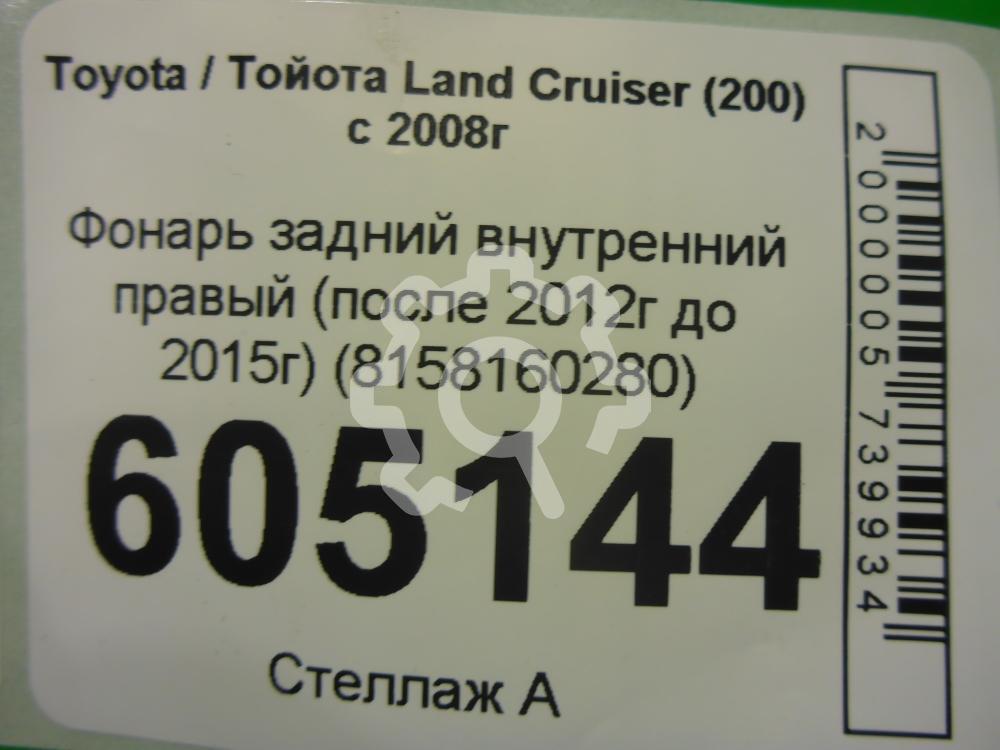 Toyota / Тойота Land Cruiser (200)
с 2008г
Фонарь задний внутренний
правый (после 2012г до
2015г) (8158160280)
605144
Стеллаж А
2000005739934